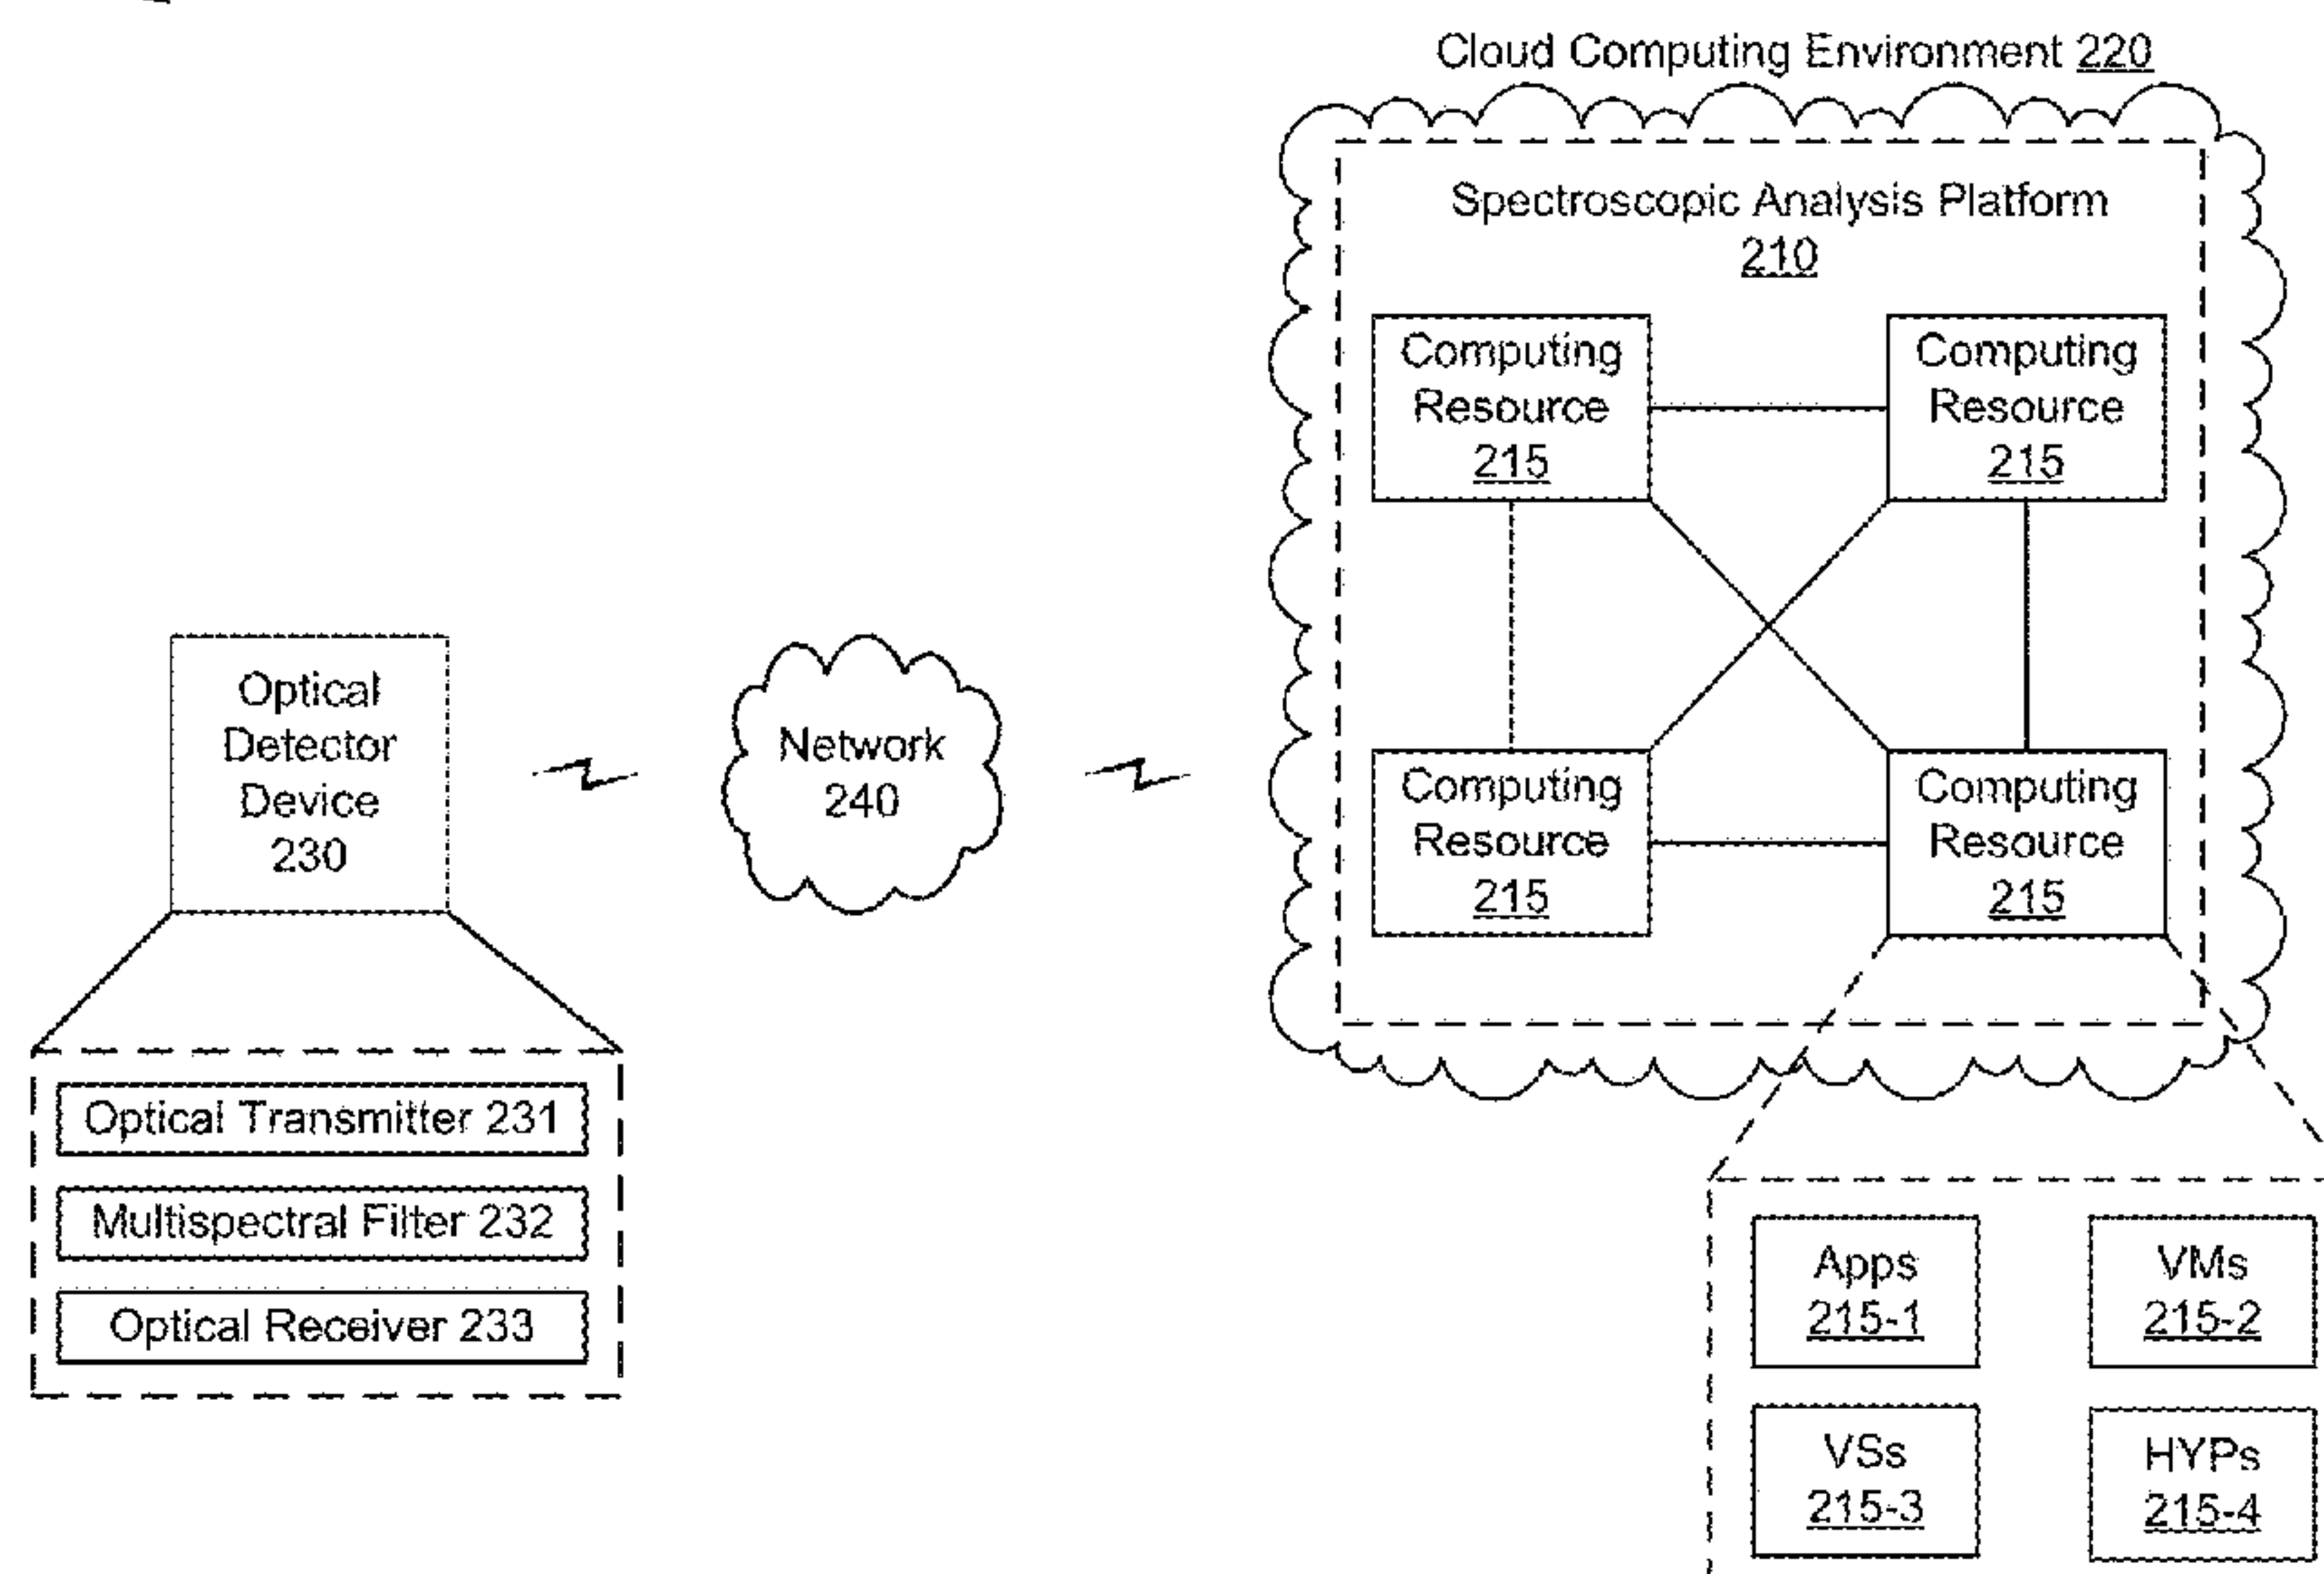 Cloud Computing Environment 220
Spectroscopic Analysis Platform
210
Computing
Resource
215
Computing
Resource
215
Optical
Detector
Device
230
Network
240
Computing
Resource
215
Computing
Resource
215
Optical Transmitter 231
Multispectral Filter 232
Optical Receiver 233
Apps
215-1
VMs
215-2
VSs
215-3
HYPs
215-4